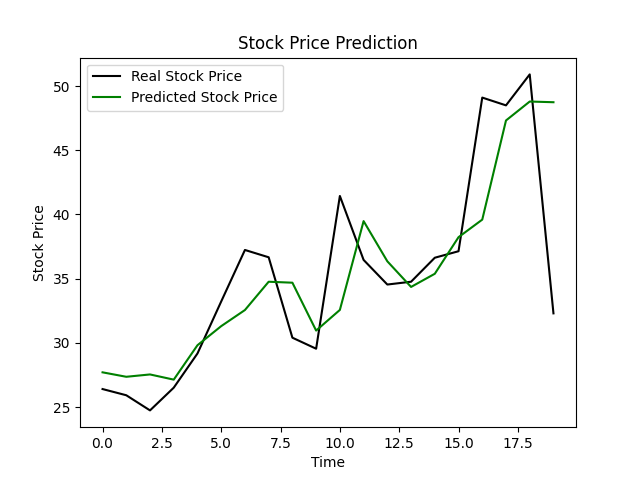 Stock Price Prediction
Real Stock Price
Predicted Stock Price
Stock Price
50
45
40
35
30
25
0.0 2.5 5.0 7.5 10.0 12.5 15.0 17.5
Time